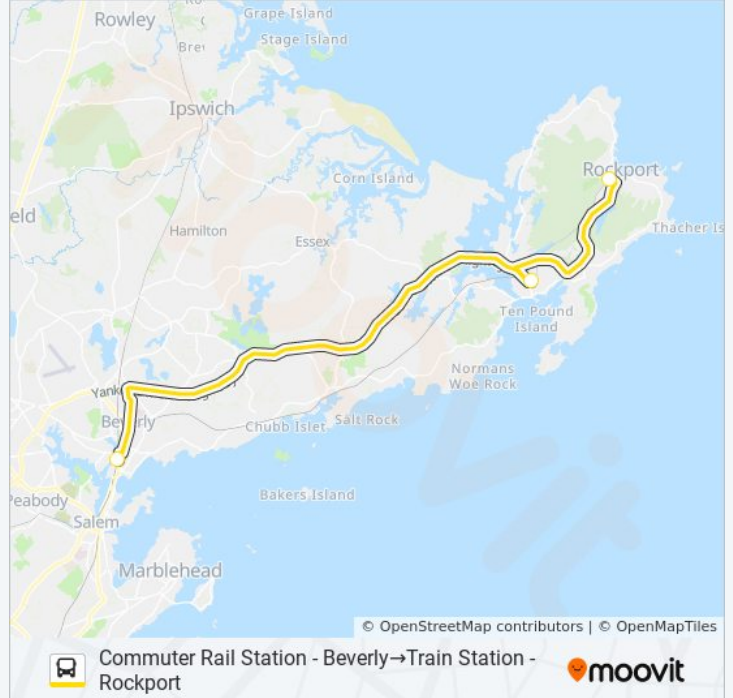 Grape Island
Rowley
Stage Island
Ipswich
Corn Island
Rockport
eld
Hamilton
Essex
Thacher Is
Ten Pound
Island
Normans
Woe Rock
Yank
Beverly
Chubb Islet
Salt Rock
Peabody
Bakers Island
Salem
Marblehead
© OpenStreetMap contributors | © OpenMapTiles
Commuter Rail Station - Beverly→Train Station -
Rockport
moovit